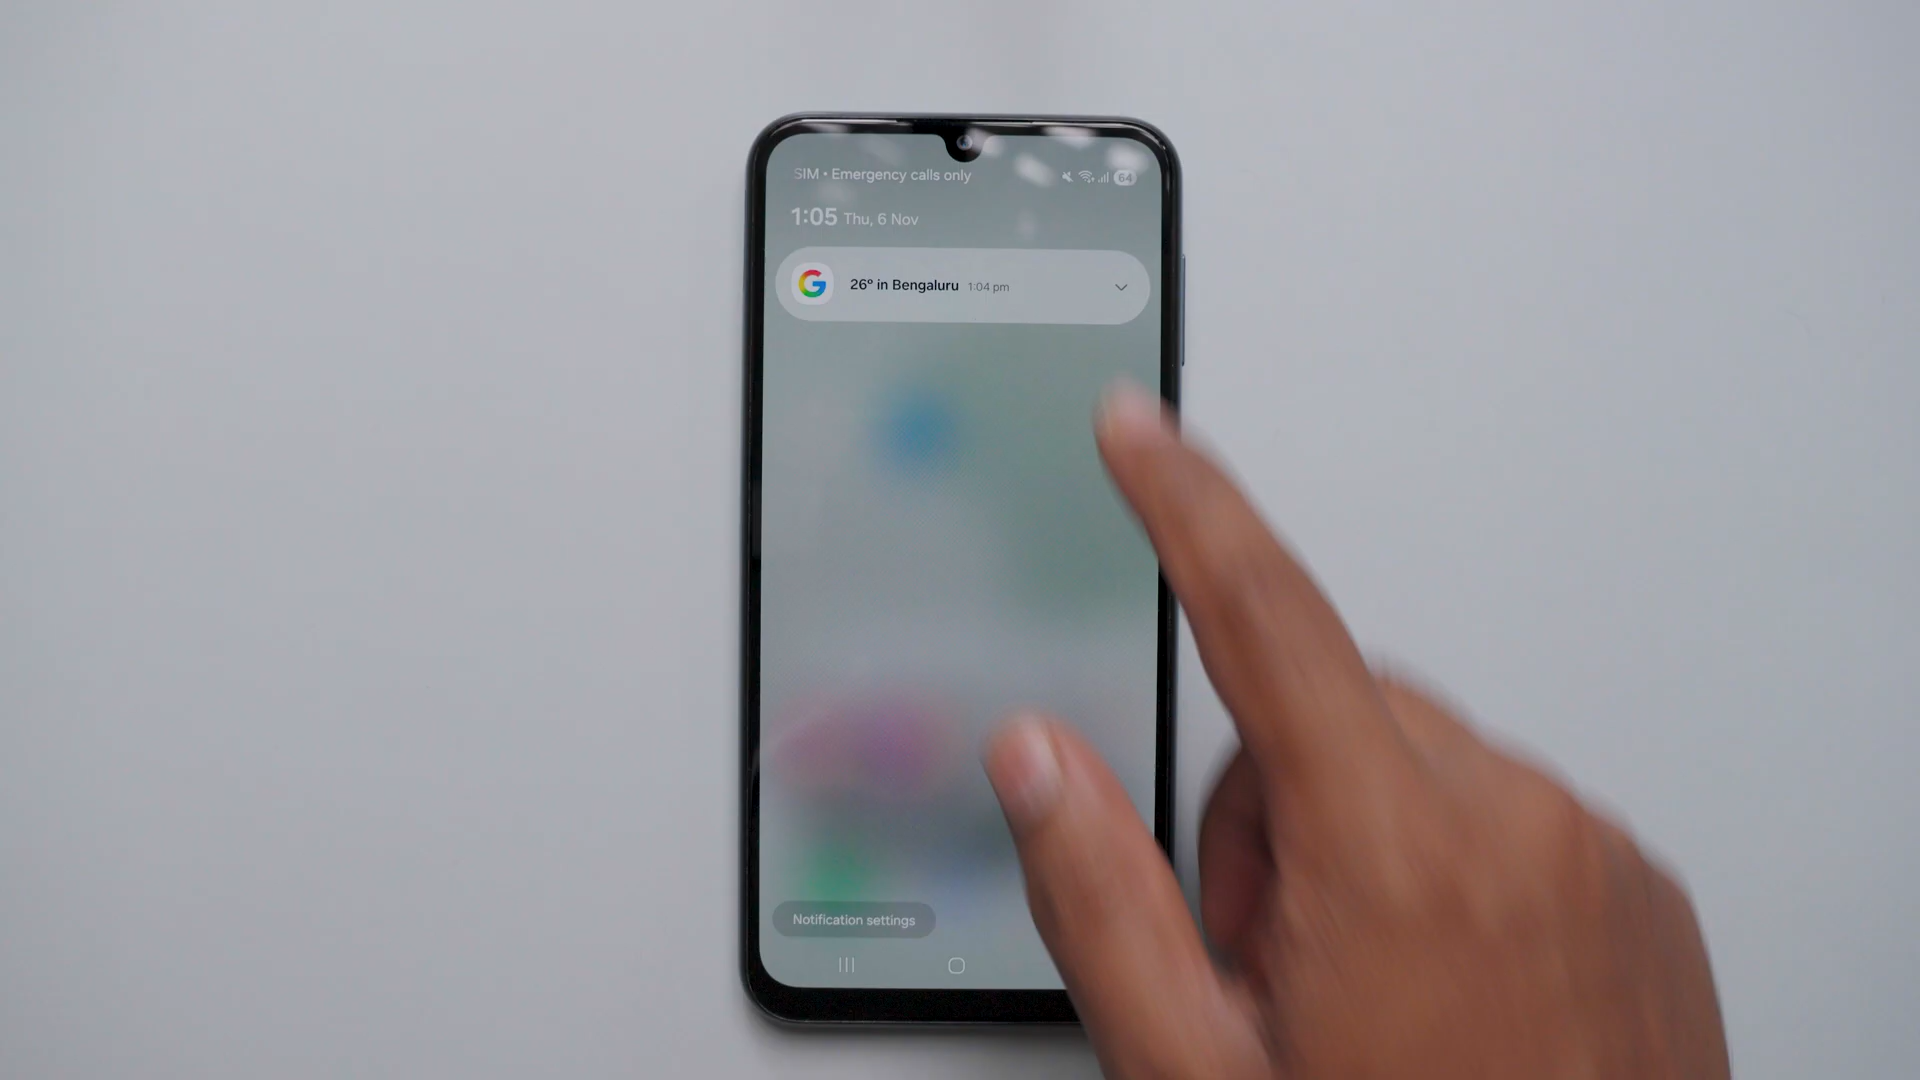 SIM • Emergency calls only
64
1:05 Thu, 6 Nov
26° in Bengaluru 1:04 pm
Notification settings